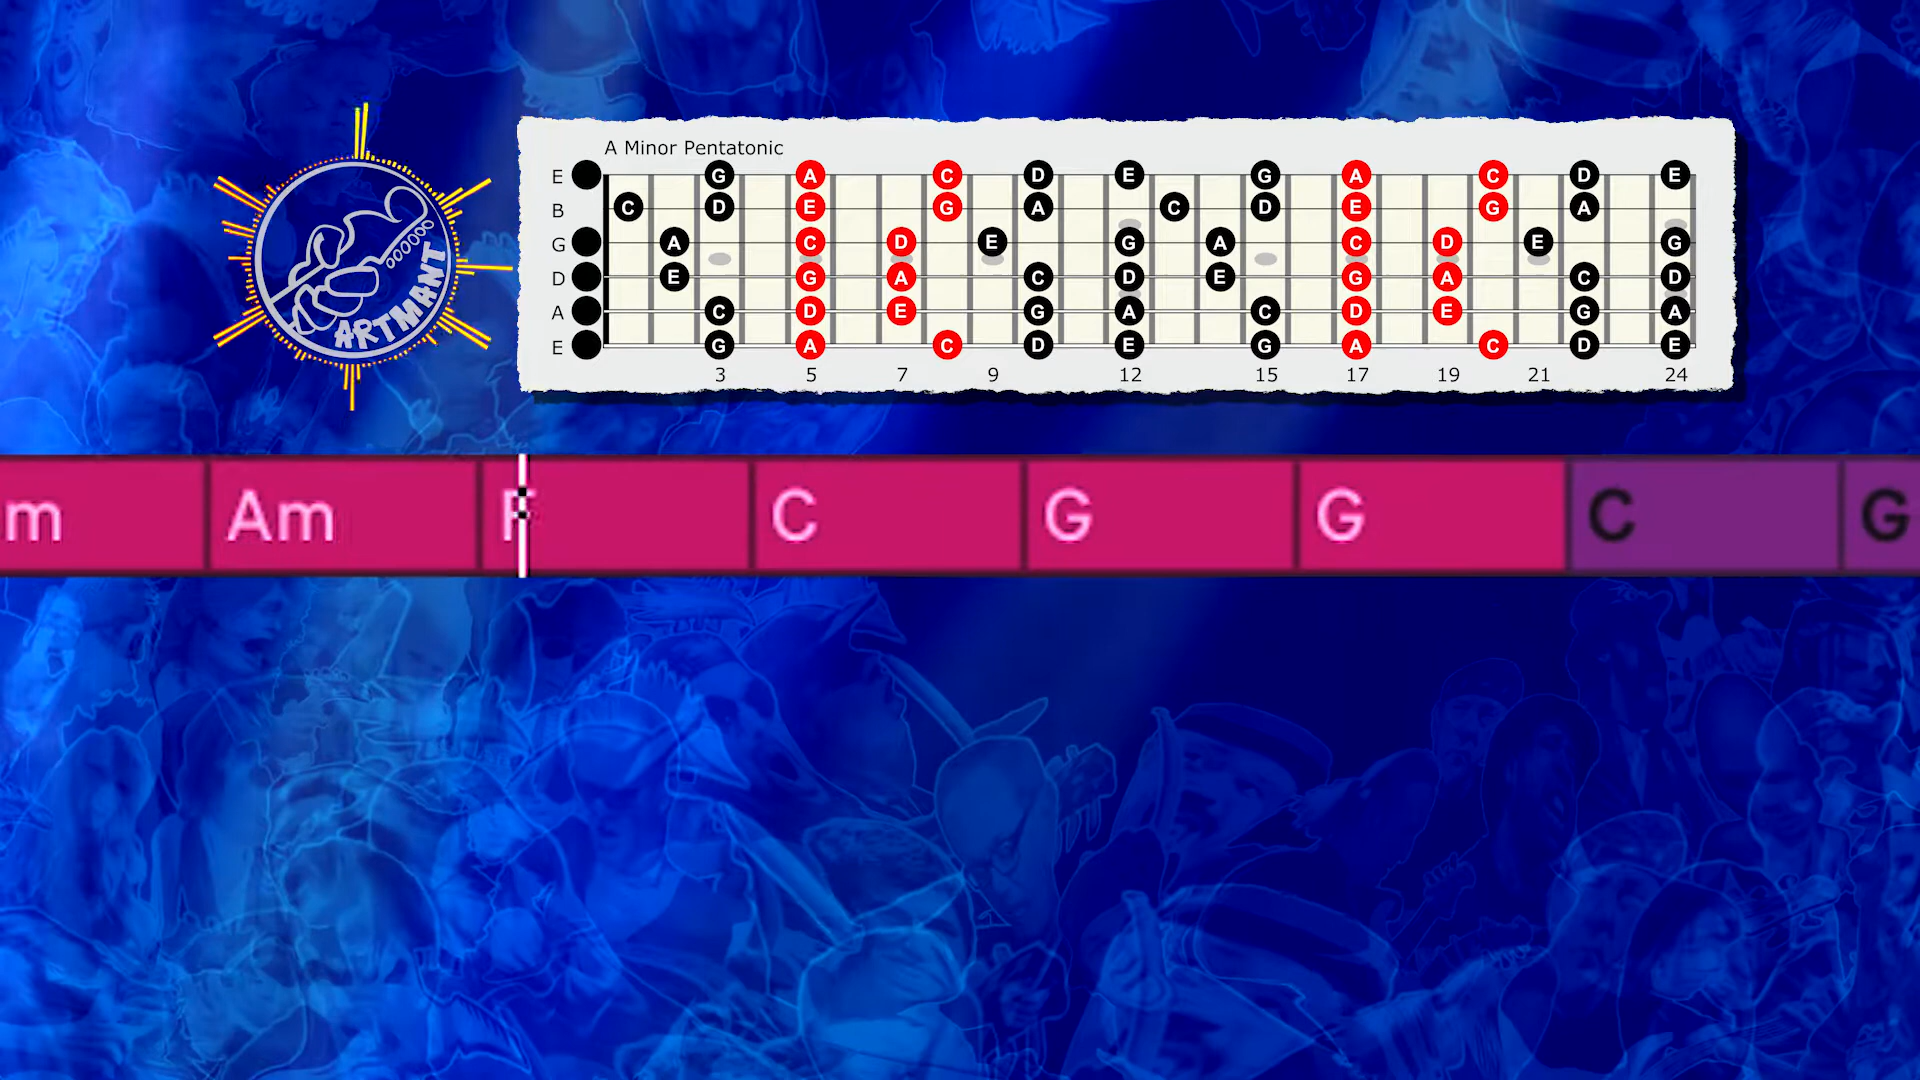 ARTMANT
A Minor Pentatonic
E G A C D E G A C D E
B C D E G A C D E G A
G A C D E G A C D E G
D E G A C D E G A C D
A C D E G A C D E G A
E G A C D E G A C D E
3 5 7 9 12 15 17 19 21 24
m Am F C G G C G